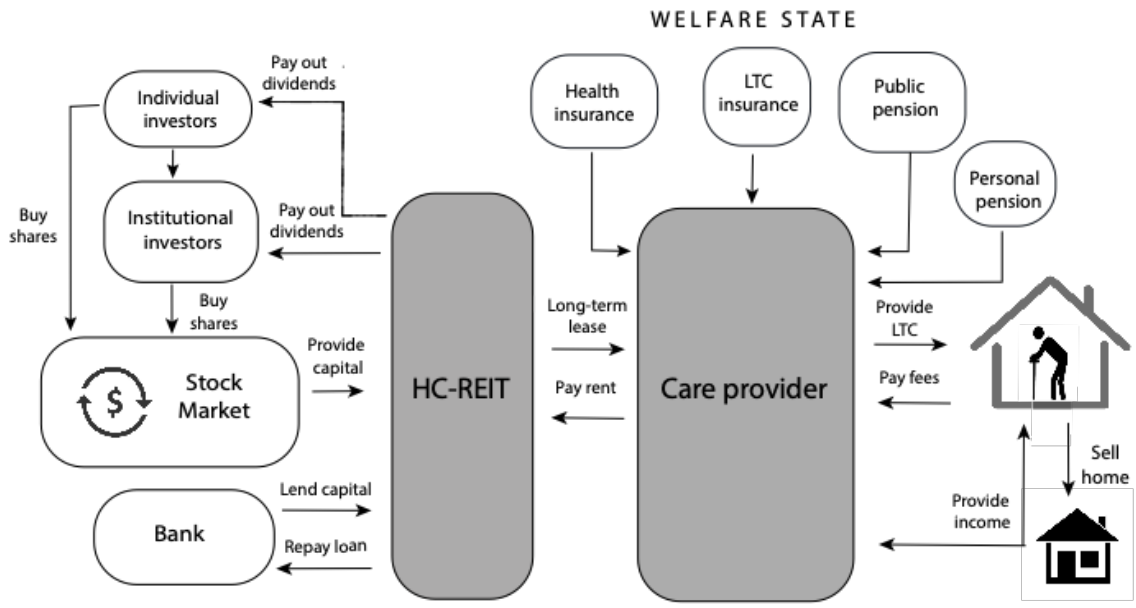 WELFARE STATE
Pay out
dividends
Individual
investors
Health
insurance
LTC
insurance
Public
pension
Personal
pension
Institutional
investors
Pay out
dividends
Buy
shares
Buy
shares
Provide
capital
$
Stock
Market
HC-REIT
Long-term
lease
Pay rent
Care provider
Provide
LTC
Pay fees
Sell
home
Provide
income
Lend capital
Bank
Repay loan